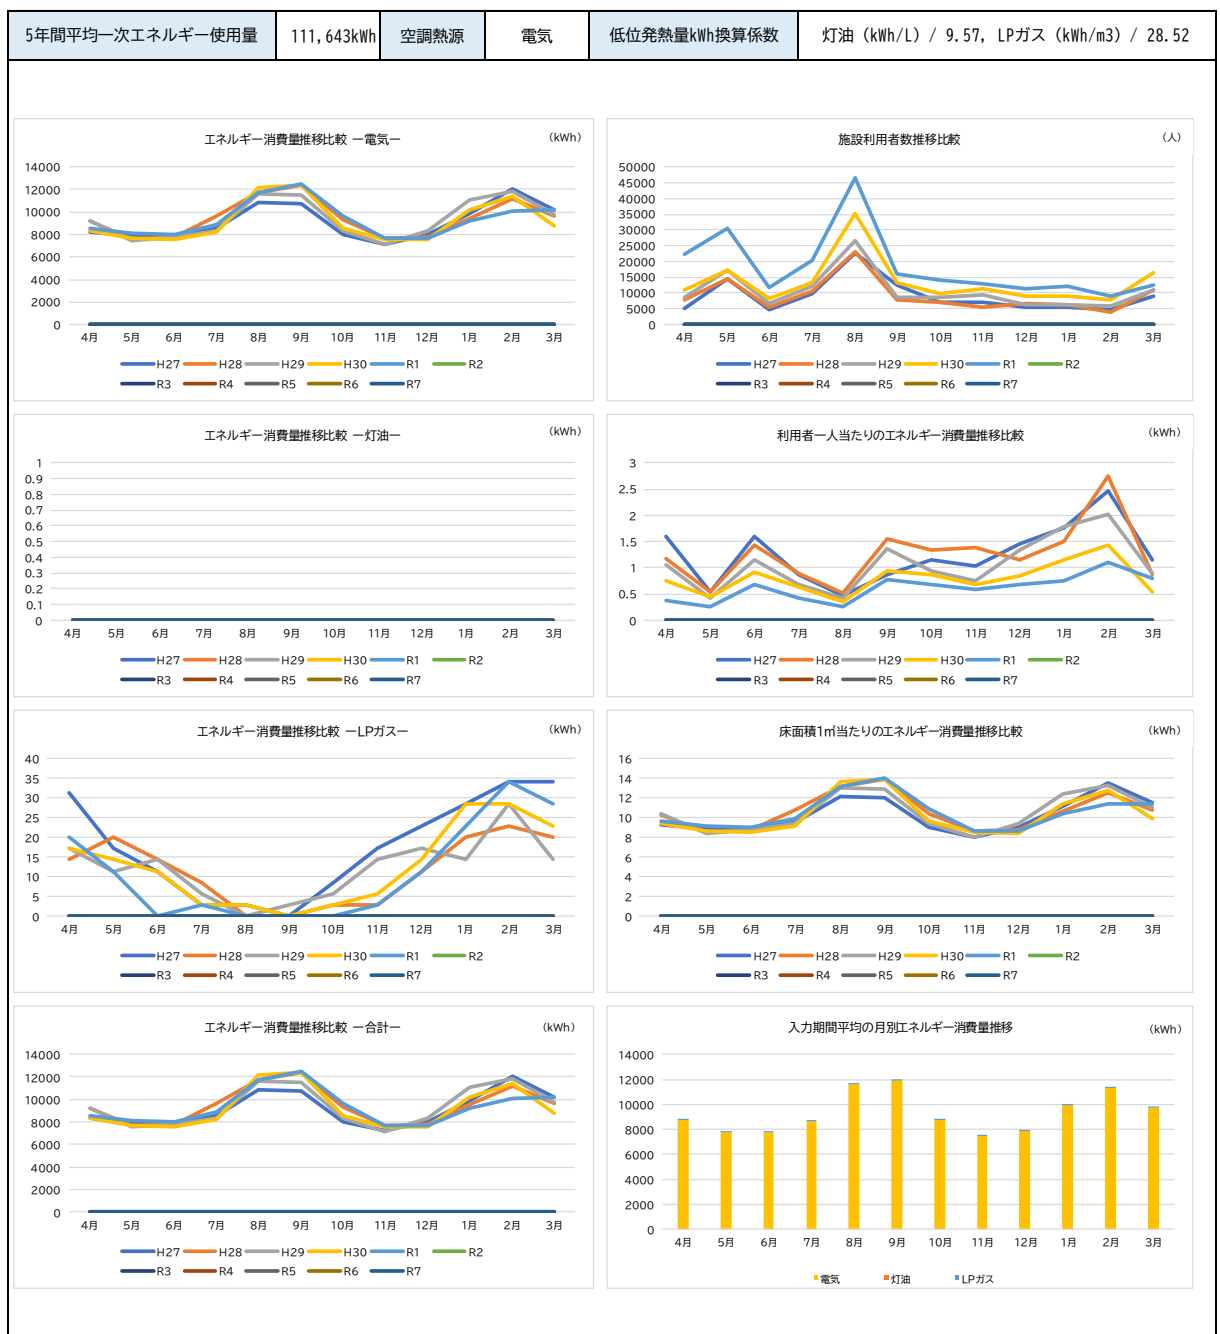 5年間平均一次エネルギー使用量 111,643kWh 空調熱源 電気 低位発熱量kWh換算係数 灯油（kWh/L）/ 9.57, LPガス（kWh/m3）/ 28.52
エネルギー消費量推移比較 ー電気ー (kWh)
14000
12000
10000
8000
6000
4000
2000
0
4月 5月 6月 7月 8月 9月 10月 11月 12月 1月 2月 3月
H27 H28 H29 H30 R1 R2
R3 R4 R5 R6 R7
施設利用者数推移比較 (人)
50000
45000
40000
35000
30000
25000
20000
15000
10000
5000
0
4月 5月 6月 7月 8月 9月 10月 11月 12月 1月 2月 3月
H27 H28 H29 H30 R1 R2
R3 R4 R5 R6 R7
エネルギー消費量推移比較 ー灯油ー (kWh)
1
0.9
0.8
0.7
0.6
0.5
0.4
0.3
0.2
0.1
0
4月 5月 6月 7月 8月 9月 10月 11月 12月 1月 2月 3月
H27 H28 H29 H30 R1 R2
R3 R4 R5 R6 R7
利用者一人当たりのエネルギー消費量推移比較 (kWh)
3
2.5
2
1.5
1
0.5
0
4月 5月 6月 7月 8月 9月 10月 11月 12月 1月 2月 3月
H27 H28 H29 H30 R1 R2
R3 R4 R5 R6 R7
エネルギー消費量推移比較 ーLPガスー (kWh)
40
35
30
25
20
15
10
5
0
4月 5月 6月 7月 8月 9月 10月 11月 12月 1月 2月 3月
H27 H28 H29 H30 R1 R2
R3 R4 R5 R6 R7
床面積1㎡当たりのエネルギー消費量推移比較 (kWh)
16
14
12
10
8
6
4
2
0
4月 5月 6月 7月 8月 9月 10月 11月 12月 1月 2月 3月
H27 H28 H29 H30 R1 R2
R3 R4 R5 R6 R7
エネルギー消費量推移比較 ー合計ー (kWh)
14000
12000
10000
8000
6000
4000
2000
0
4月 5月 6月 7月 8月 9月 10月 11月 12月 1月 2月 3月
H27 H28 H29 H30 R1 R2
R3 R4 R5 R6 R7
入力期間平均の月別エネルギー消費量推移 (kWh)
14000
12000
10000
8000
6000
4000
2000
0
4月 5月 6月 7月 8月 9月 10月 11月 12月 1月 2月 3月
電気 灯油 LPガス